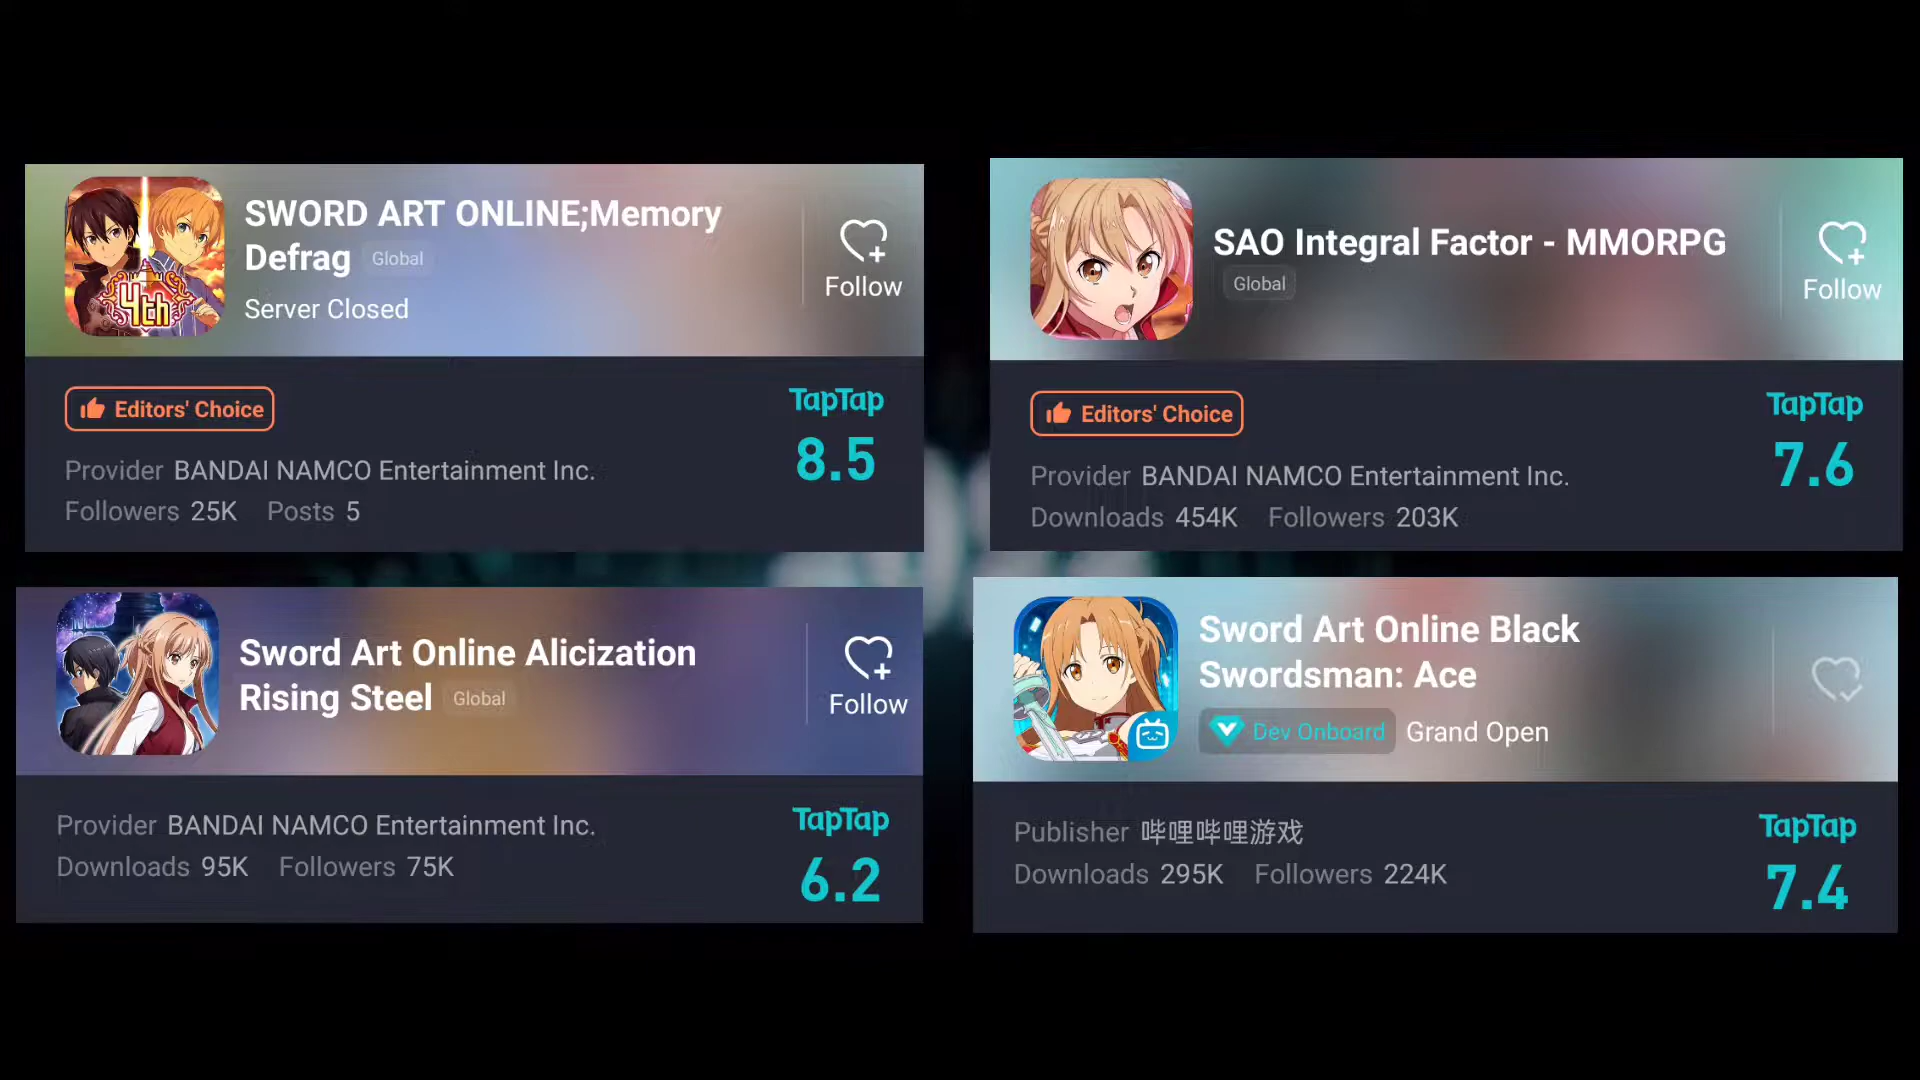 SWORD ART ONLINE;Memory
Defrag Global
Server Closed
Follow
4th
Editors' Choice
TapTap
8.5
Provider BANDAI NAMCO Entertainment Inc.
Followers 25K Posts 5
SAO Integral Factor - MMORPG
Global
Follow
Editors' Choice
TapTap
7.6
Provider BANDAI NAMCO Entertainment Inc.
Downloads 454K Followers 203K
Sword Art Online Alicization
Rising Steel Global
Follow
Provider BANDAI NAMCO Entertainment Inc.
Downloads 95K Followers 75K
TapTap
6.2
Sword Art Online Black
Swordsman: Ace
Dev Onboard Grand Open
Publisher 哔哩哔哩游戏
Downloads 295K Followers 224K
TapTap
7.4